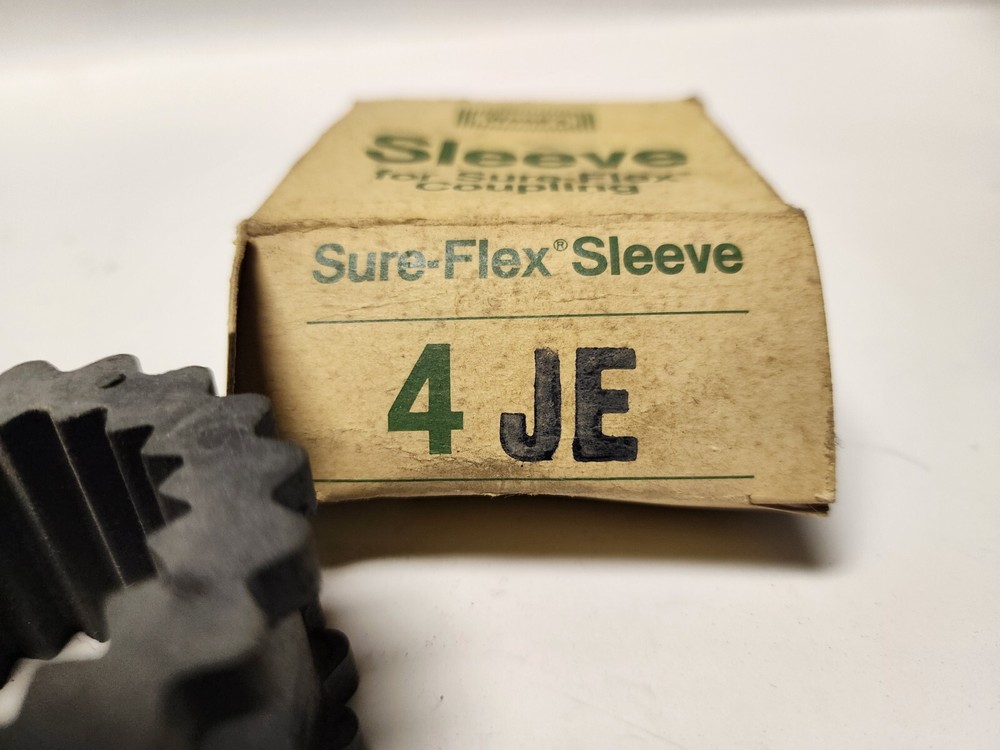 Sleeve
for Sure-Flex
Coupling
Sure-Flex® Sleeve
4 JE